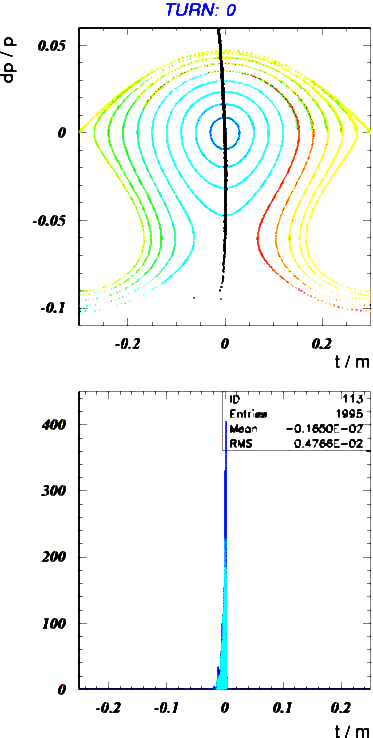 TURN: 0
dp / p
0.05
0
-0.05
-0.1
-0.2 0 0.2
t / m
ID 113
Entries 1995
Mean -0.1650E-02
RMS 0.4766E-02
400
300
200
100
0
-0.2 -0.1 0 0.1 0.2
t / m